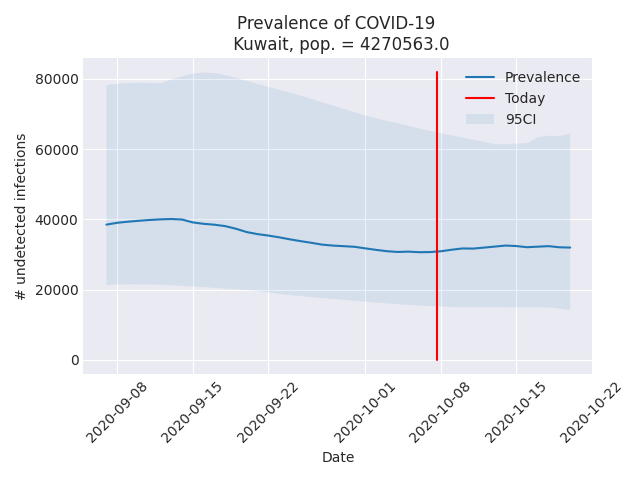 Prevalence of COVID-19
Kuwait, pop. = 4270563.0
80000
60000
40000
20000
0
# undetected infections
Prevalence
Today
95CI
2020-09-08
2020-09-15
2020-09-22
2020-10-01
2020-10-08
2020-10-15
2020-10-22
Date